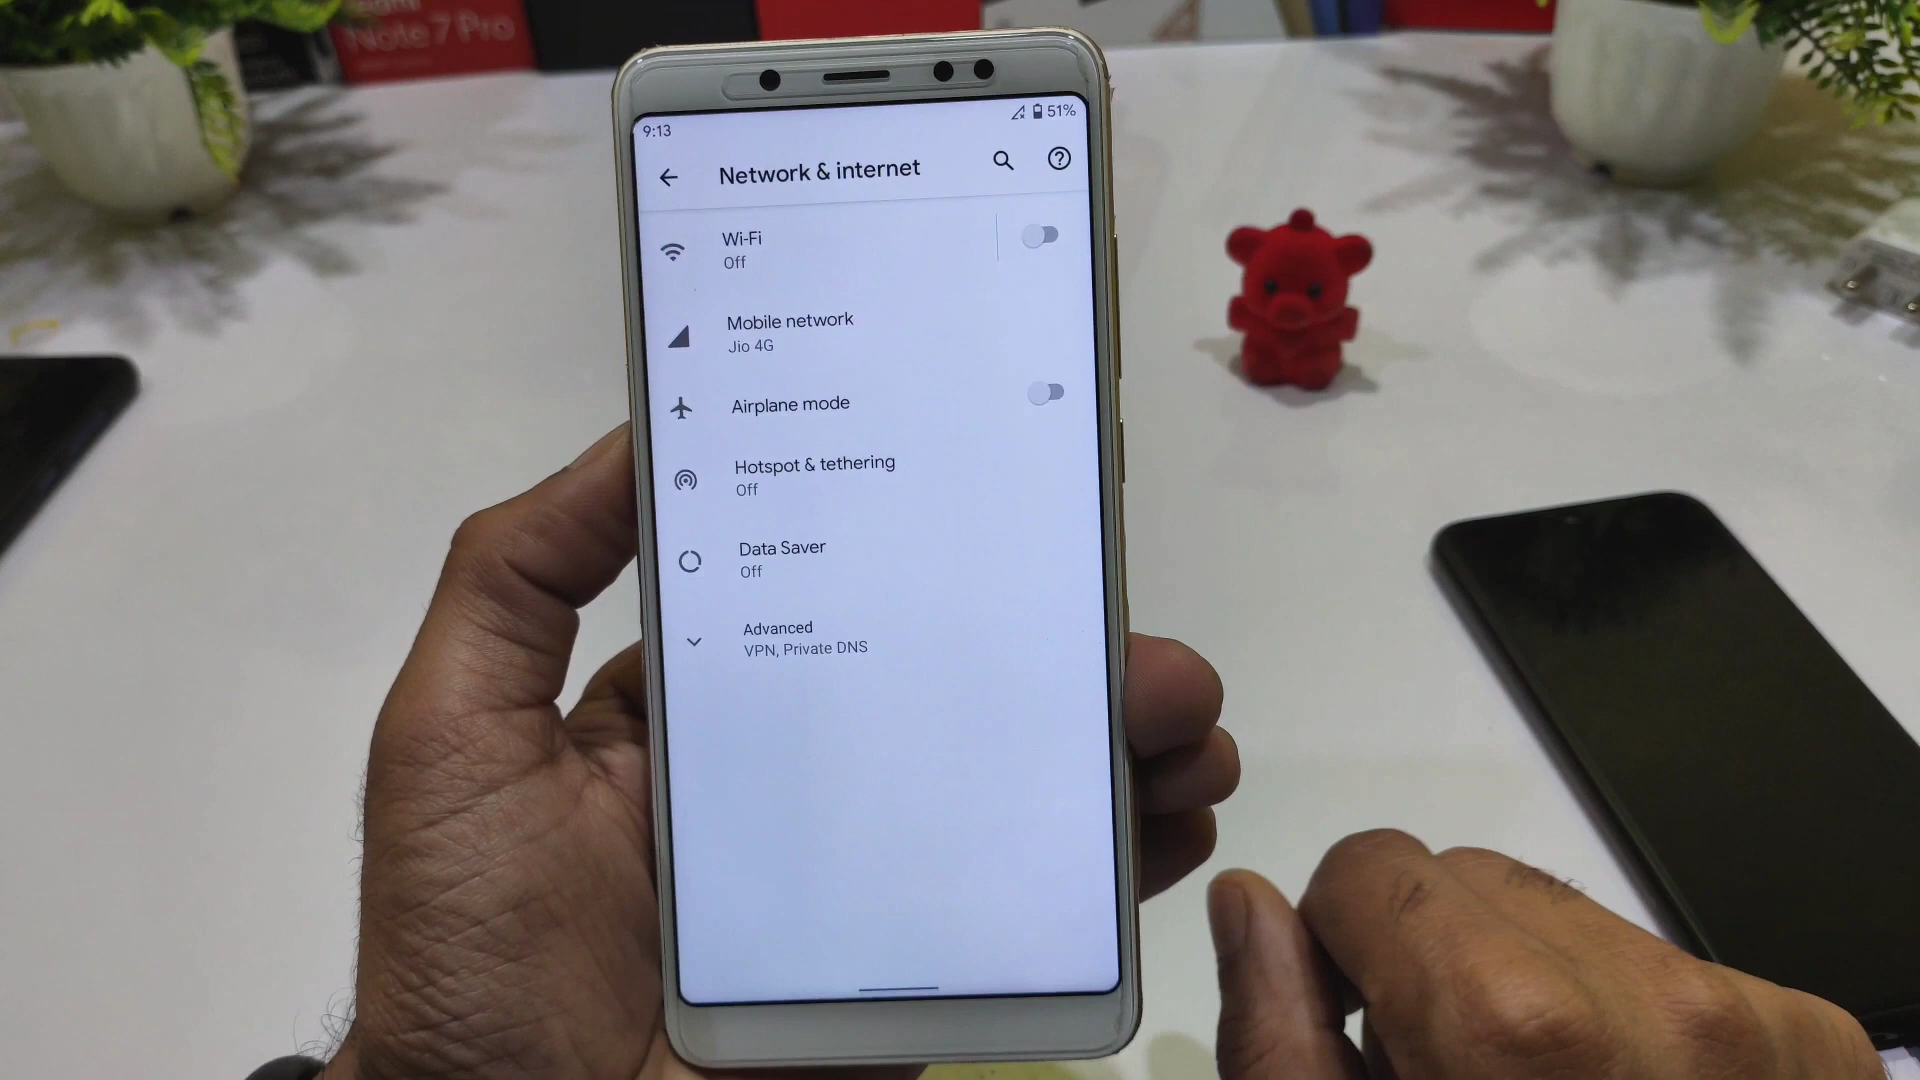 Note 7 Pro
9:13
51%
Network & internet
Wi-Fi
Off
Mobile network
Jio 4G
Airplane mode
Hotspot & tethering
Off
Data Saver
Off
Advanced
VPN, Private DNS